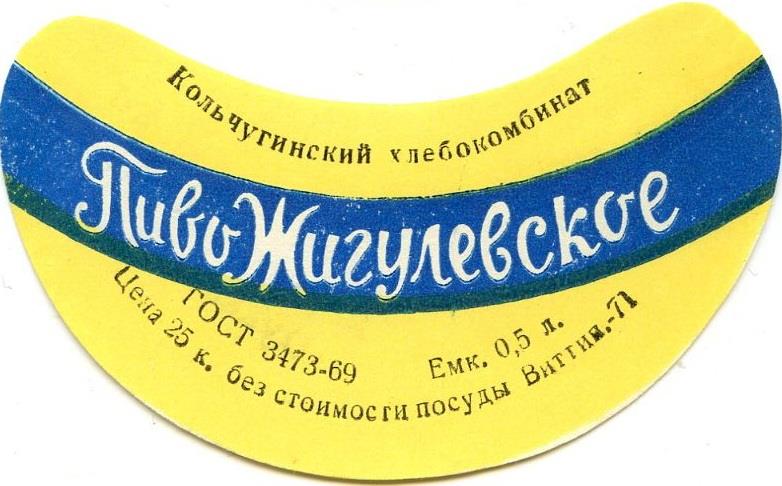 Кольчугинский хлебокомбинат
Пиво Жигулевское
ГОСТ 3473-69 Емк. 0,5 л.
Цена 25 к. без стоимости посуды Виттия.-71